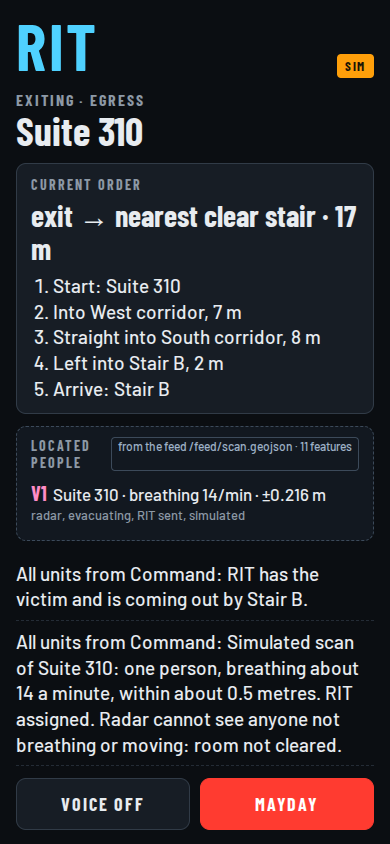 RIT
SIM
EXITING · EGRESS
Suite 310
CURRENT ORDER
exit → nearest clear stair · 17
m
1. Start: Suite 310
2. Into West corridor, 7 m
3. Straight into South corridor, 8 m
4. Left into Stair B, 2 m
5. Arrive: Stair B
LOCATED
PEOPLE
from the feed /feed/scan.geojson · 11 features
V1 Suite 310 · breathing 14/min · ±0.216 m
radar, evacuating, RIT sent, simulated
All units from Command: RIT has the
victim and is coming out by Stair B.
All units from Command: Simulated scan
of Suite 310: one person, breathing about
14 a minute, within about 0.5 metres. RIT
assigned. Radar cannot see anyone not
breathing or moving: room not cleared.
VOICE OFF
MAYDAY